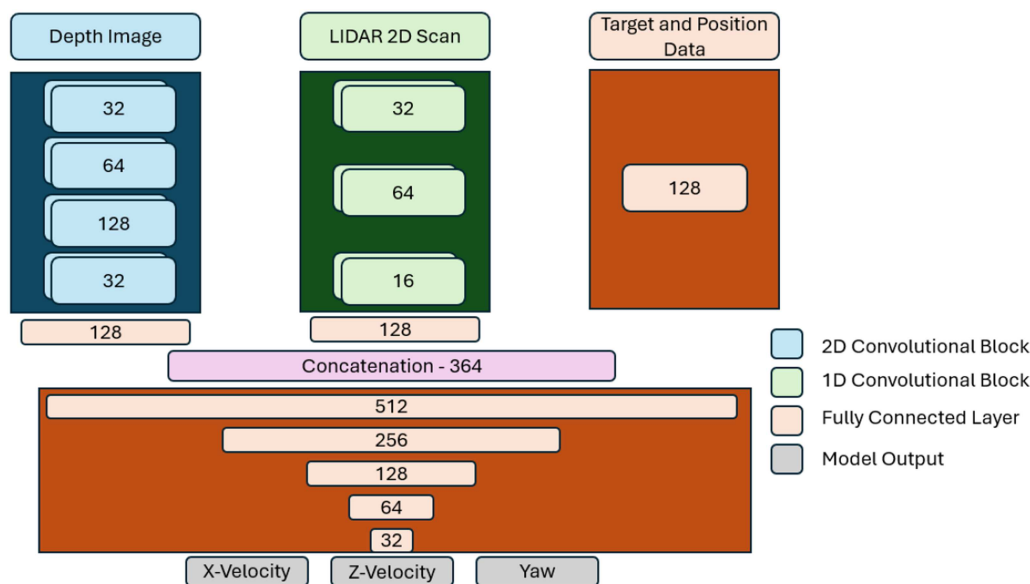 Depth Image
32
64
128
32
128
LIDAR 2D Scan
32
64
16
128
Target and Position
Data
128
Concatenation - 364
512
256
128
64
32
X-Velocity
Z-Velocity
Yaw
2D Convolutional Block
1D Convolutional Block
Fully Connected Layer
Model Output